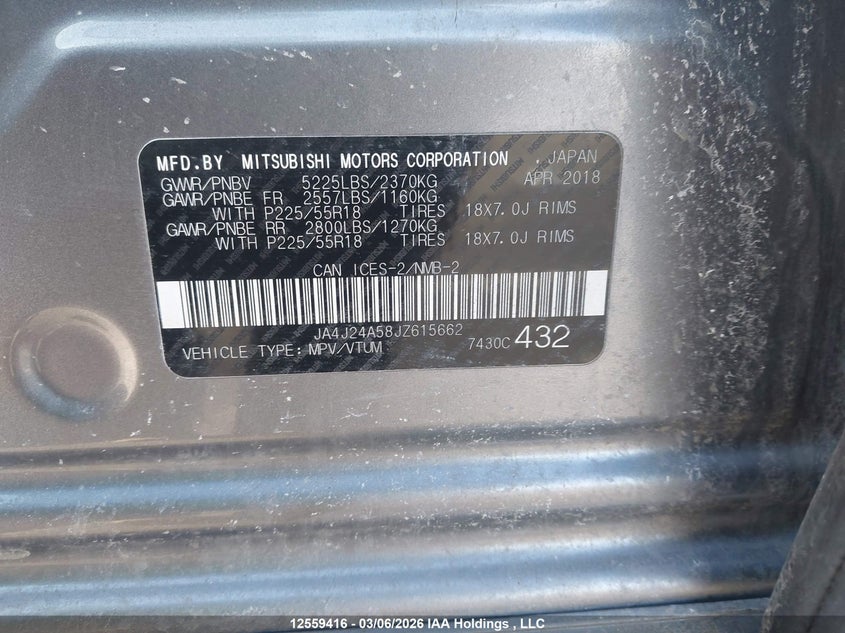 MFD.BY MITSUBISHI MOTORS CORPORATION , JAPAN
GWWR/PNBV 5225LBS/2370KG APR 2018
GAWR/PNBE FR 2557LBS/1160KG
WITH P225/55R18 TIRES 18X7.0J RIMS
GAWR/PNBE RR 2800LBS/1270KG
WITH P225/55R18 TIRES 18X7.0J RIMS
CAN ICES-2/NMB-2
JA4J24A58JZ615662
VEHICLE TYPE: MPV/VTUM 7430C 432
12559416 - 03/06/2026 IAA Holdings , LLC